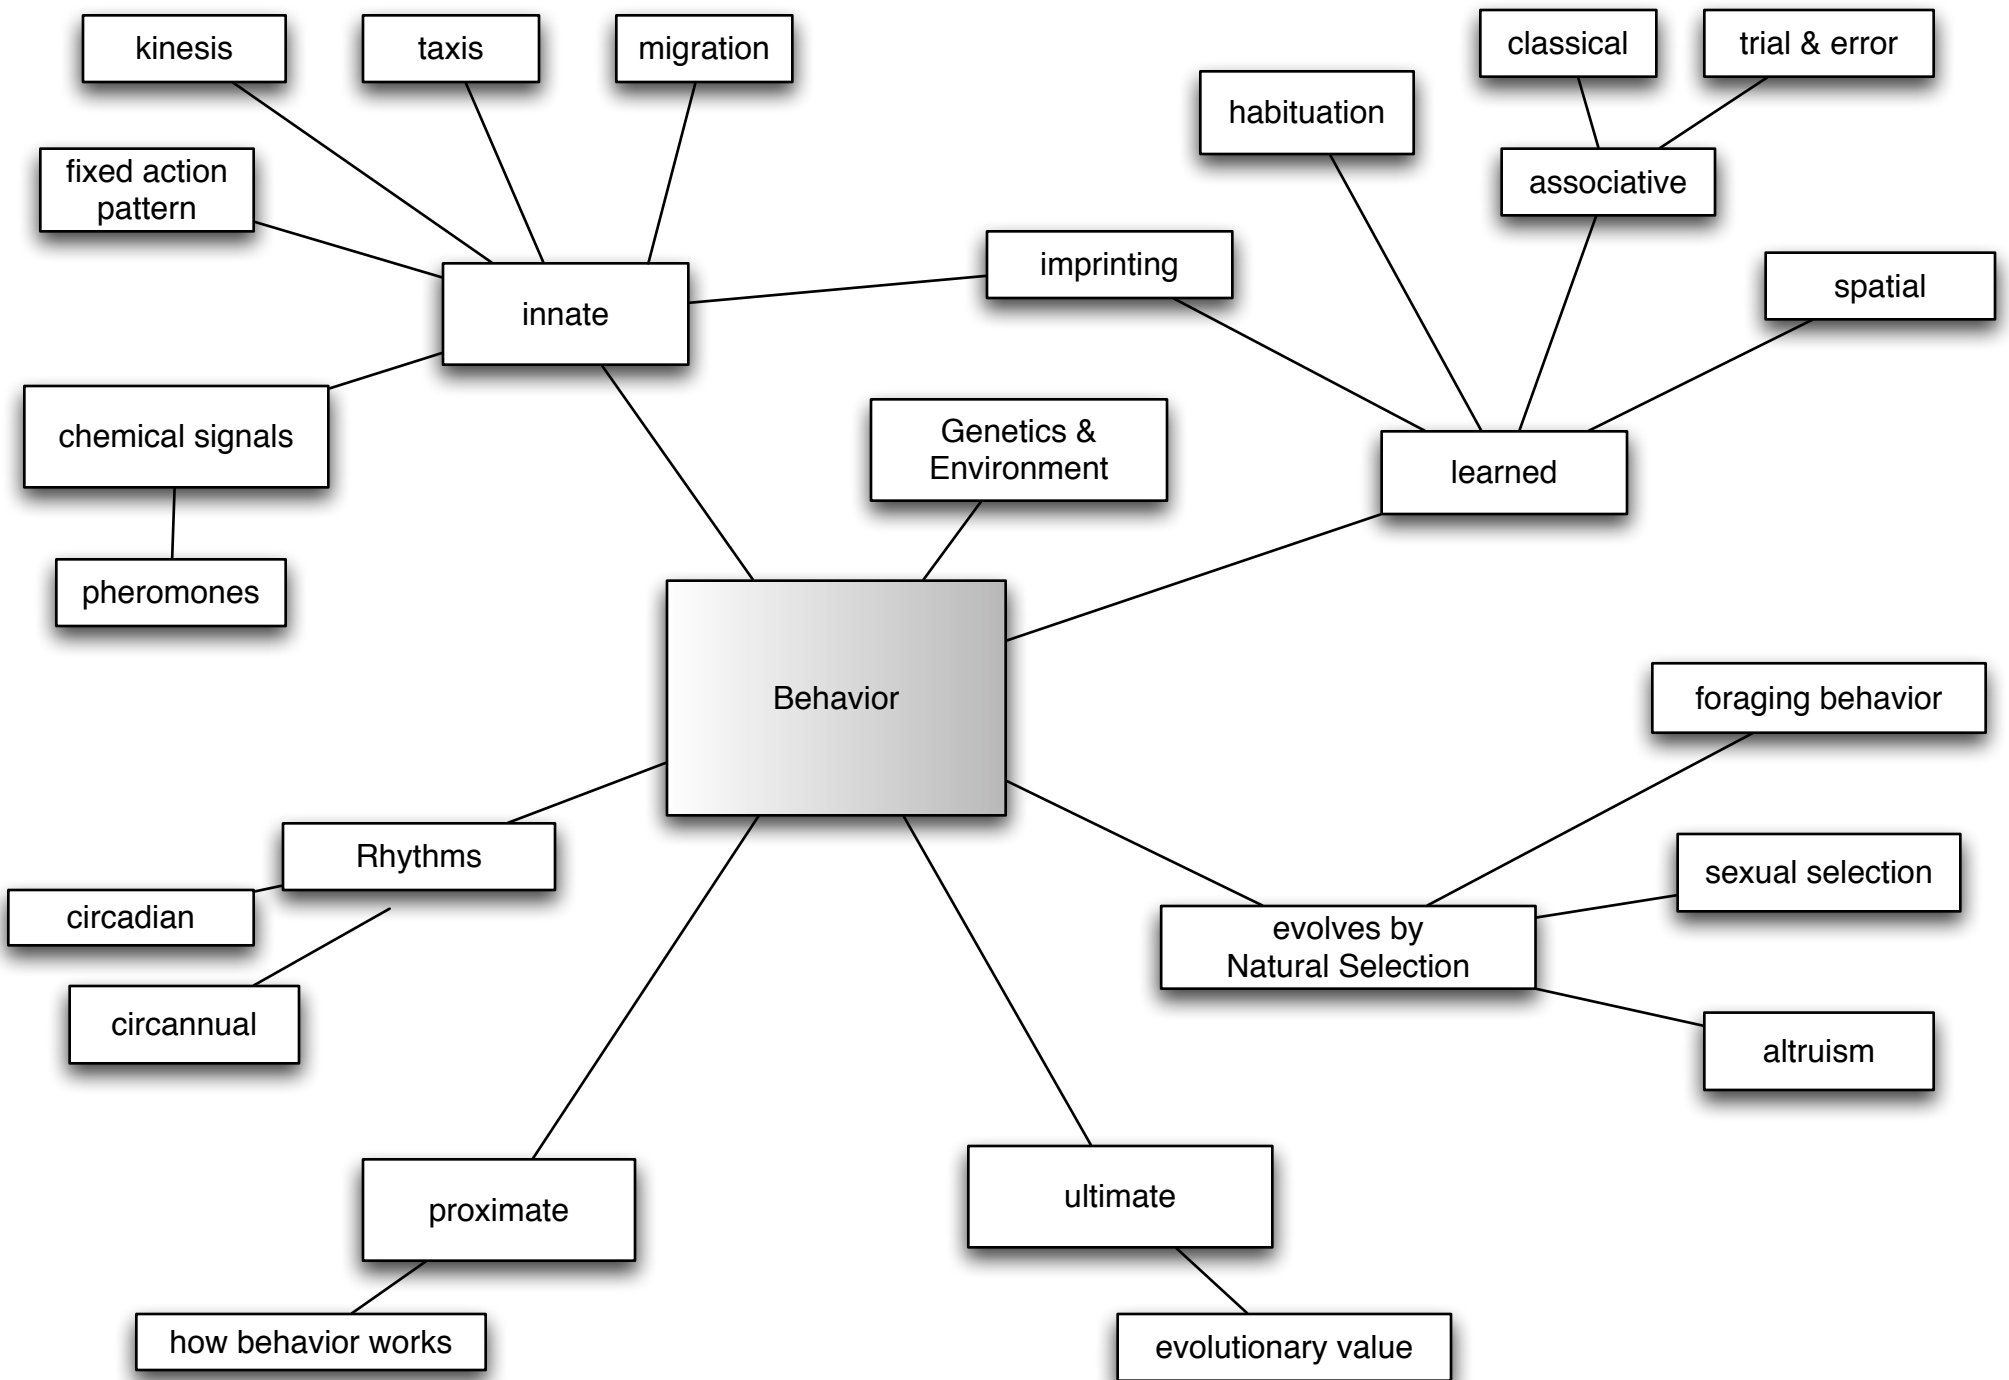 kinesis
taxis
migration
classical
trial & error
habituation
fixed action
pattern
associative
imprinting
spatial
innate
chemical signals
Genetics &
Environment
learned
pheromones
Behavior
foraging behavior
Rhythms
sexual selection
circadian
evolves by
Natural Selection
circannual
altruism
proximate
ultimate
how behavior works
evolutionary value